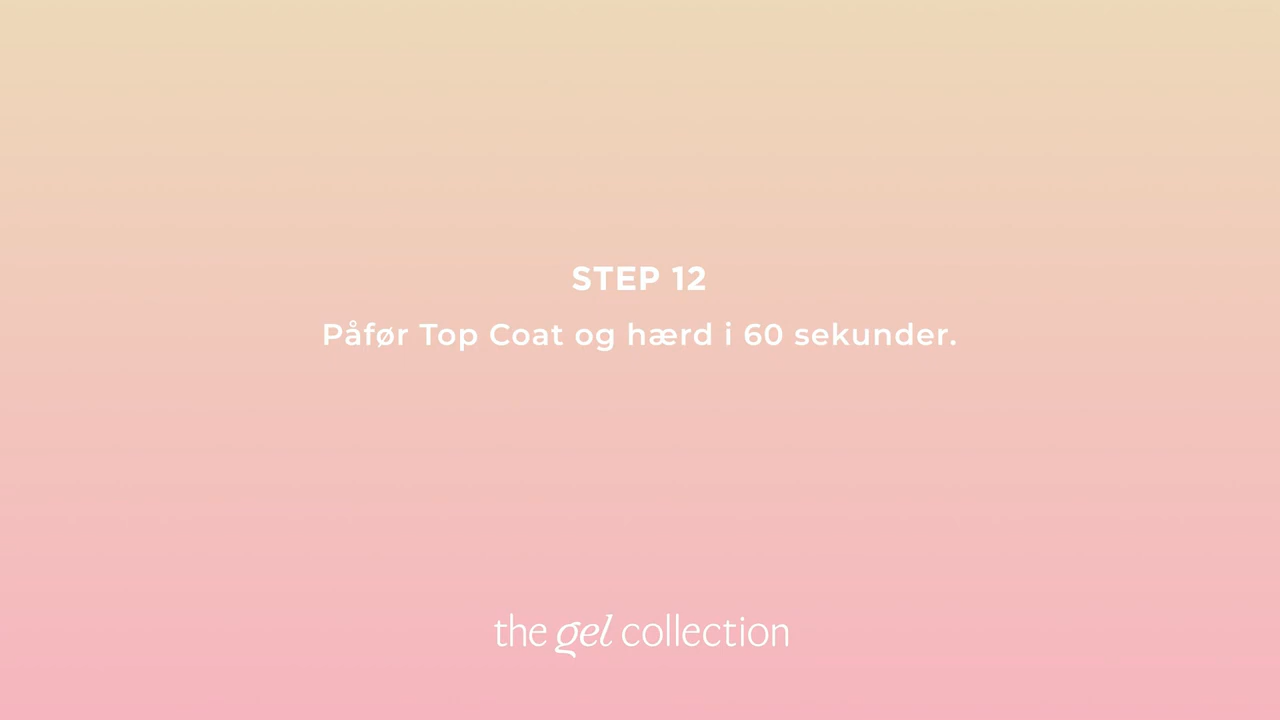 STEP 12
Påfør Top Coat og hærd i 60 sekunder.
the gel collection